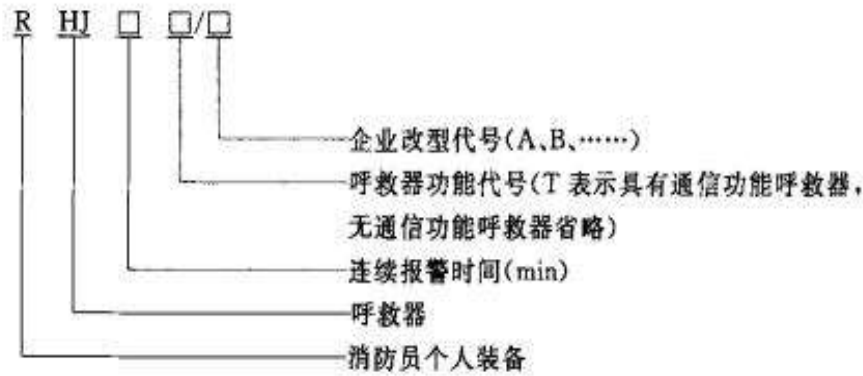 R HJ □ □/□
企业改型代号(A、B、……)
呼救器功能代号(T 表示具有通信功能呼救器,
无通信功能呼救器省略)
连续报警时间(min)
呼救器
消防员个人装备